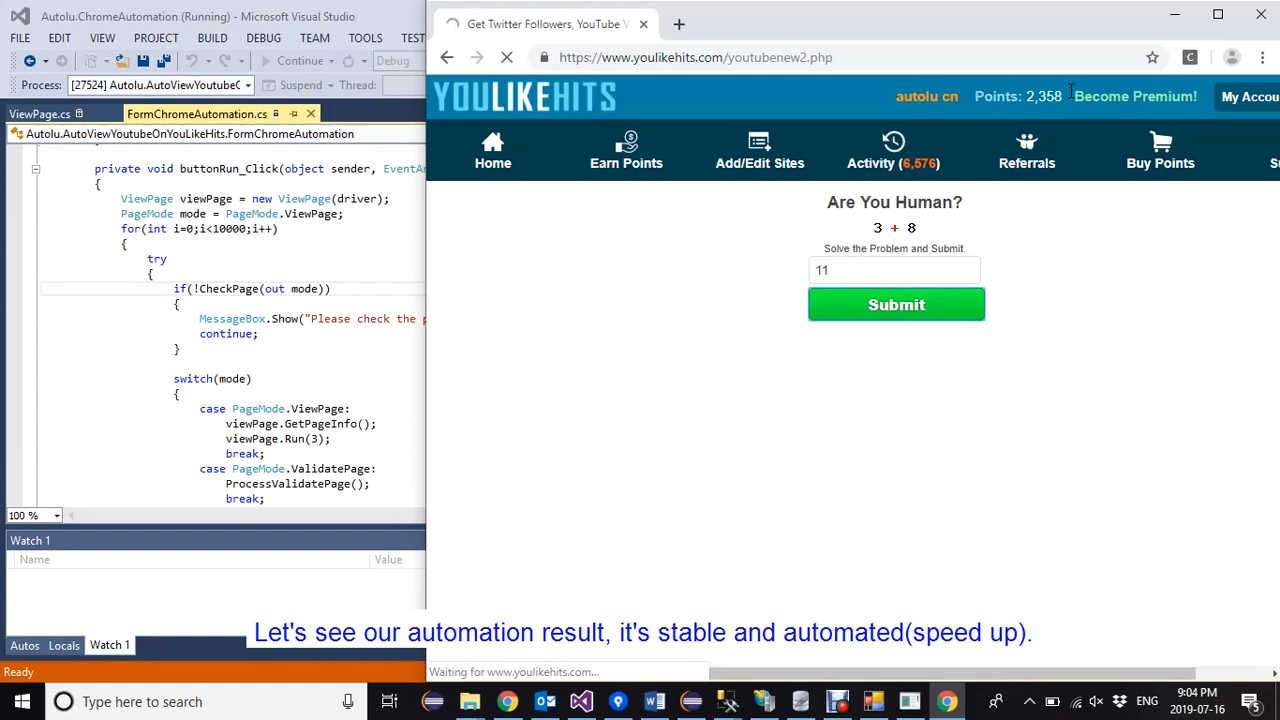 Autolu.ChromeAutomation (Running) - Microsoft Visual Studio
FILE EDIT VIEW PROJECT BUILD DEBUG TEAM TOOLS TEST
Continue Debug
Process: [27524] Autolu.AutoViewYoutubeC Suspend Thread:
ViewPage.cs FormChromeAutomation.cs
Autolu.AutoViewYoutubeOnYouLikeHits.FormChromeAutomation
private void buttonRun_Click(object sender, EventAr
{
ViewPage viewPage = new ViewPage(driver);
PageMode mode = PageMode.ViewPage;
for(int i=0;i<10000;i++)
{
try
{
if(!CheckPage(out mode))
{
MessageBox.Show("Please check the p
continue;
}
switch(mode)
{
case PageMode.ViewPage:
viewPage.GetPageInfo();
viewPage.Run(3);
break;
case PageMode.ValidatePage:
ProcessValidatePage();
break;
100 %
Watch 1
Name Value
Autos Locals Watch 1
Ready
Get Twitter Followers, YouTube V
https://www.youlikehits.com/youtubenew2.php
C
YOULIKEHITS
autolu cn Points: 2,358 Become Premium! My Accou
Home Earn Points Add/Edit Sites Activity (6,576) Referrals Buy Points Su
Are You Human?
3 + 8
Solve the Problem and Submit.
11
Submit
Let's see our automation result, it's stable and automated(speed up).
Waiting for www.youlikehits.com...
Type here to search
ENG
9:04 PM
2019-07-16
5